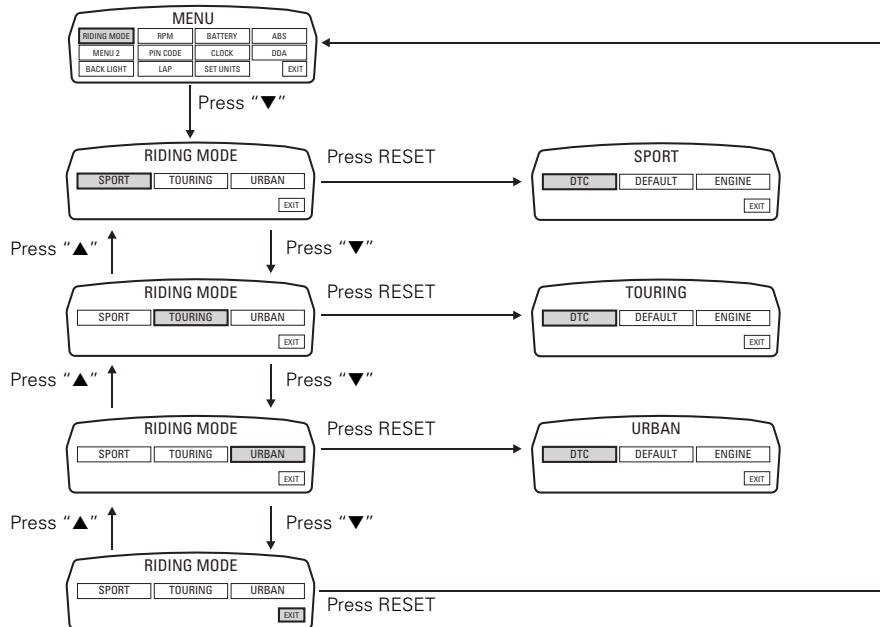 MENU
RIDING MODE RPM BATTERY ABS
MENU 2 PIN CODE CLOCK DDA
BACK LIGHT LAP SET UNITS EXIT
Press “▼”
RIDING MODE
SPORT TOURING URBAN
EXIT
Press RESET
SPORT
DTC DEFAULT ENGINE
EXIT
Press “▲” Press “▼”
RIDING MODE
SPORT TOURING URBAN
EXIT
Press RESET
TOURING
DTC DEFAULT ENGINE
EXIT
Press “▲” Press “▼”
RIDING MODE
SPORT TOURING URBAN
EXIT
Press RESET
URBAN
DTC DEFAULT ENGINE
EXIT
Press “▲” Press “▼”
RIDING MODE
SPORT TOURING URBAN
EXIT
Press RESET